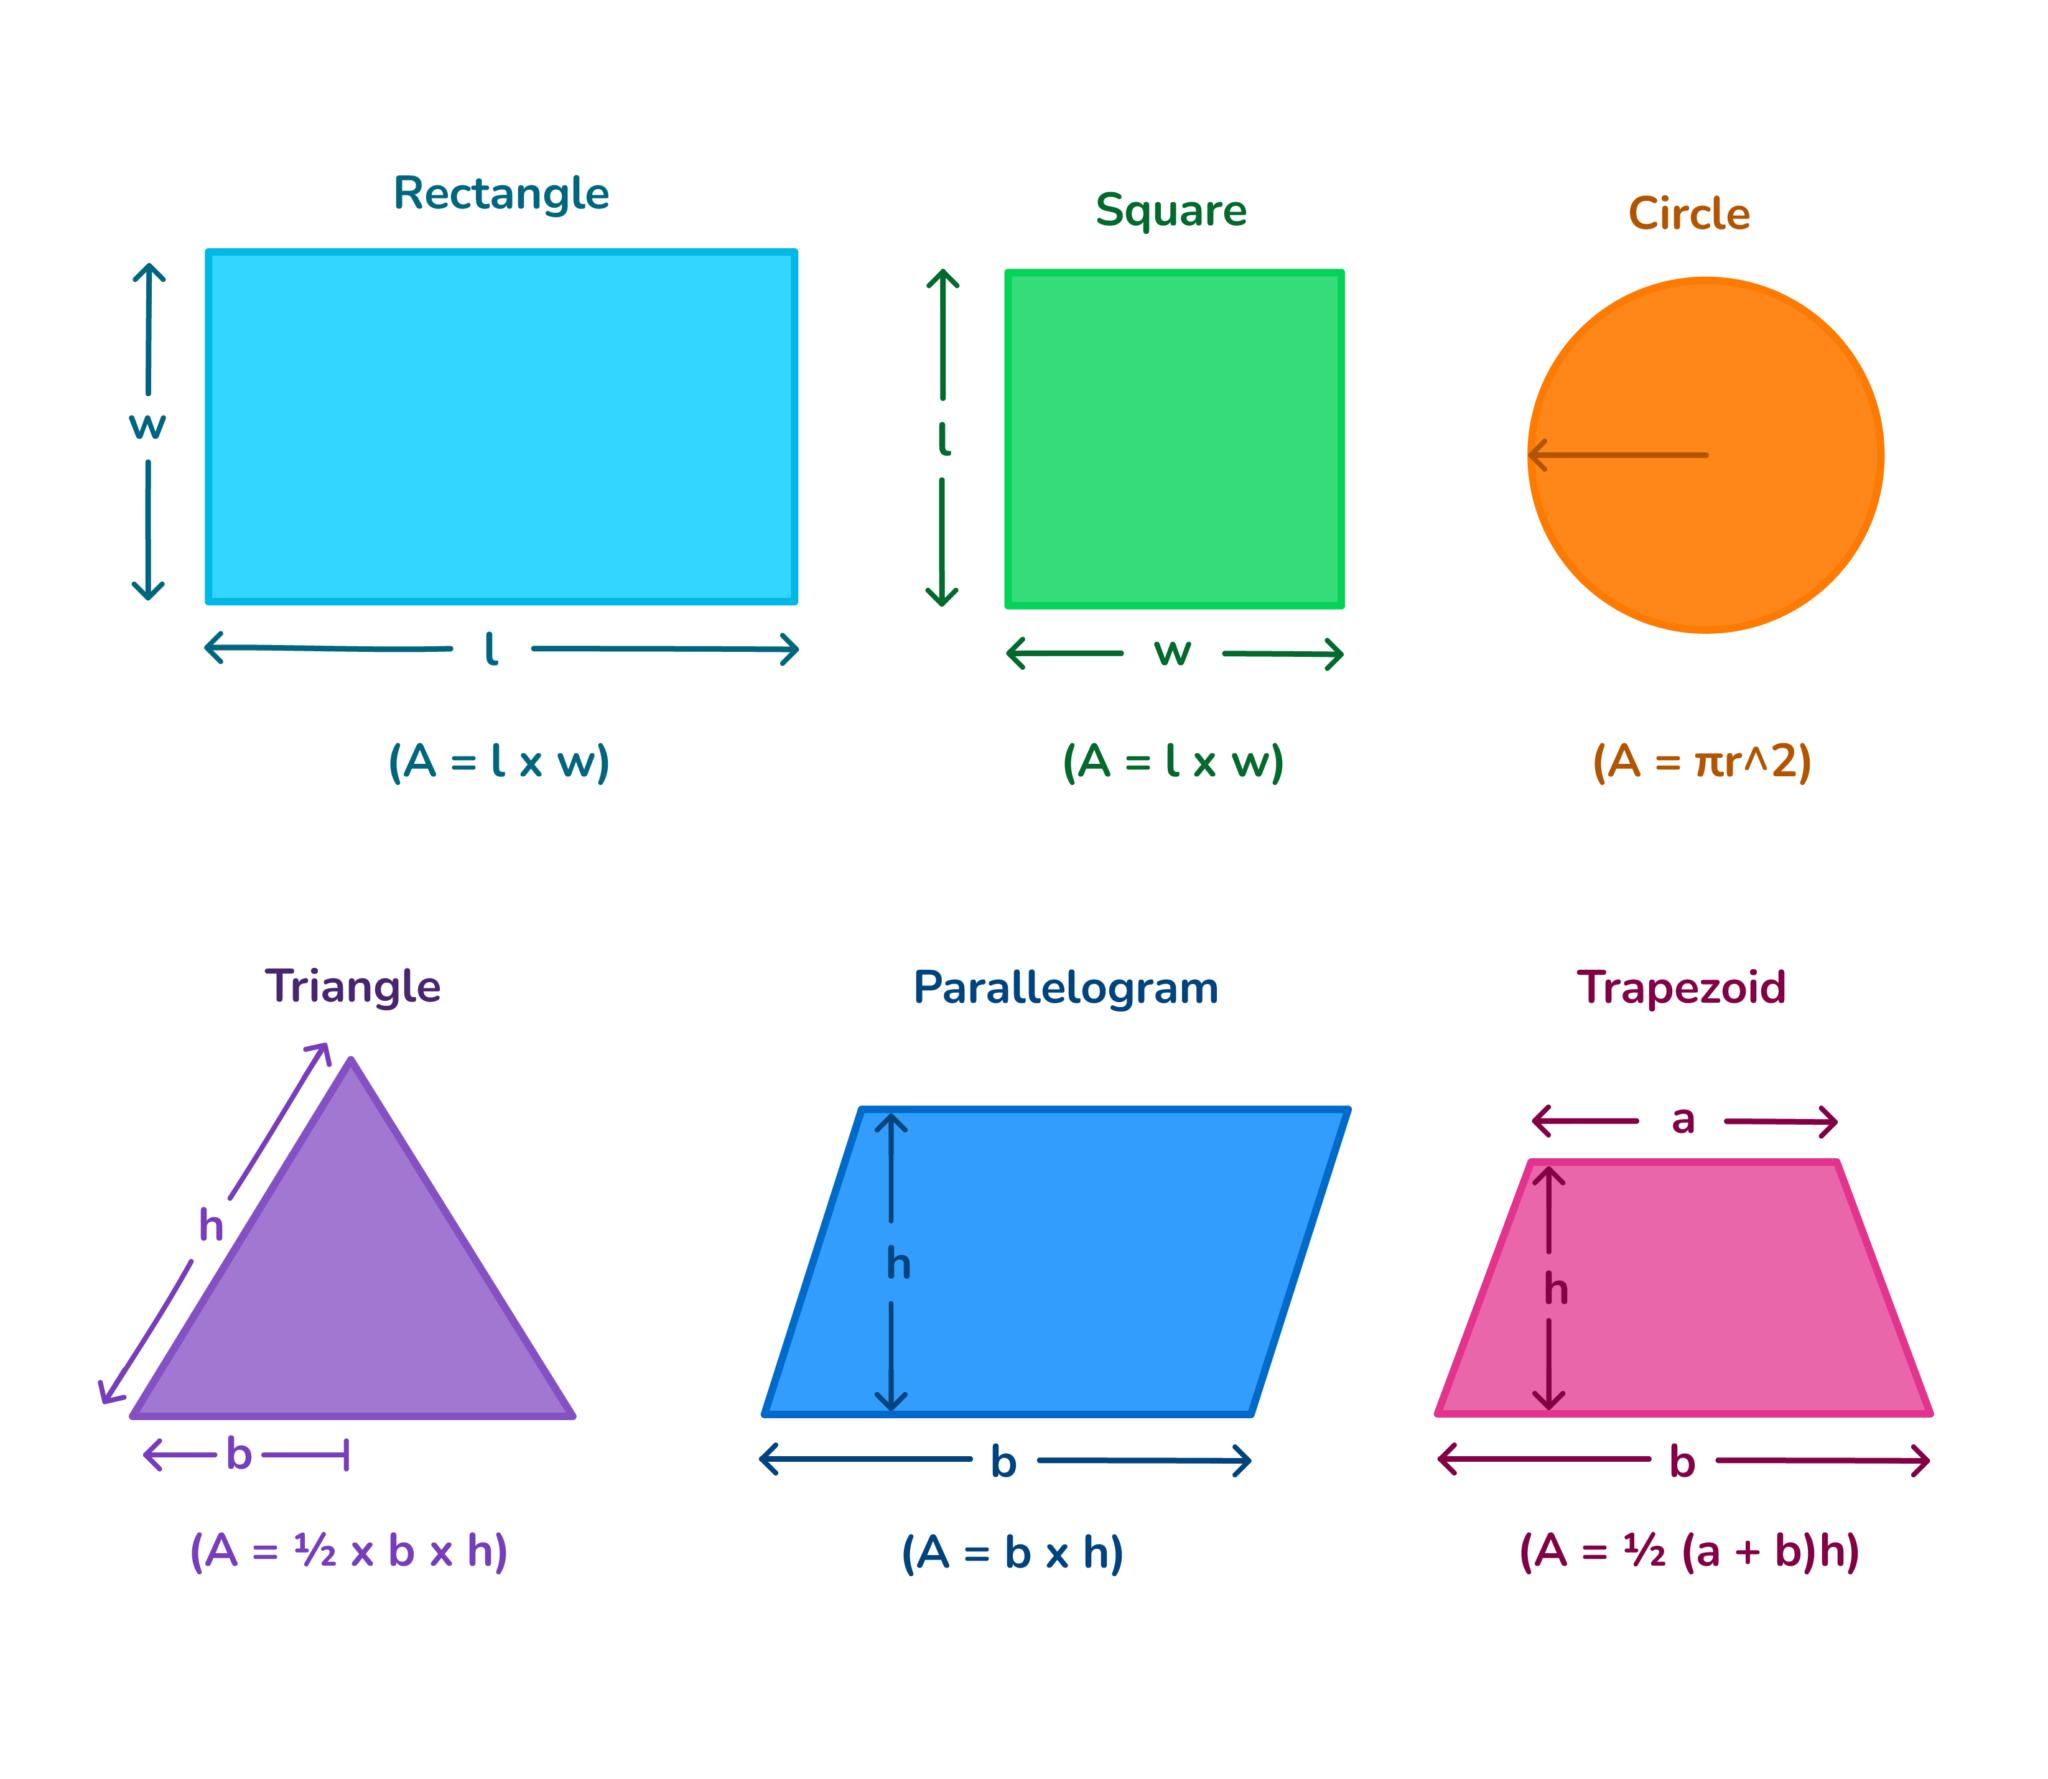 Rectangle
Square
Circle
w
l
l
w
(A = l x w)
(A = l x w)
(A = πr^2)
Triangle
Parallelogram
Trapezoid
a
h
h
h
b
b
b
(A = ½ x b x h)
(A = b x h)
(A = ½ (a + b)h)